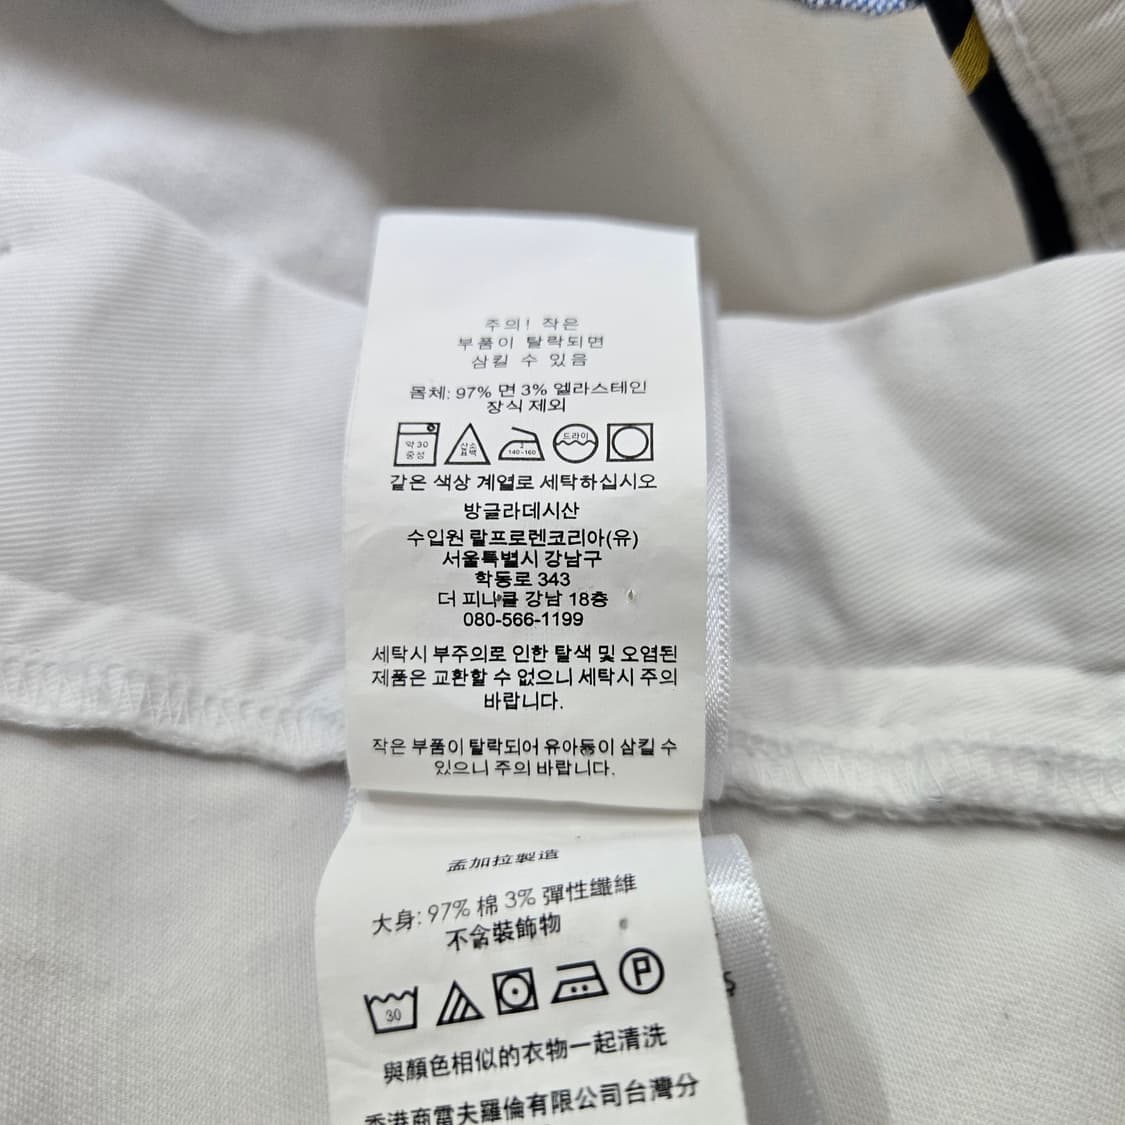 주의! 작은
부품이 탈락되면
삼킬 수 있음
몸체: 97% 면 3% 엘라스테인
장식 제외
약 30 중성
산소 표백
2 140-160
드라이
같은 색상 계열로 세탁하십시오
방글라데시산
수입원 랄프로렌코리아(유)
서울특별시 강남구
학동로 343
더 피나클 강남 18층
080-566-1199
세탁시 부주의로 인한 탈색 및 오염된
제품은 교환할 수 없으니 세탁시 주의
바랍니다.
작은 부품이 탈락되어 유아등이 삼킬 수
있으니 주의 바랍니다.
孟加拉製造
大身: 97% 棉 3% 彈性纖維
不含裝飾物
30
P
與顏色相似的衣物一起清洗
香港商雷夫羅倫有限公司台灣分